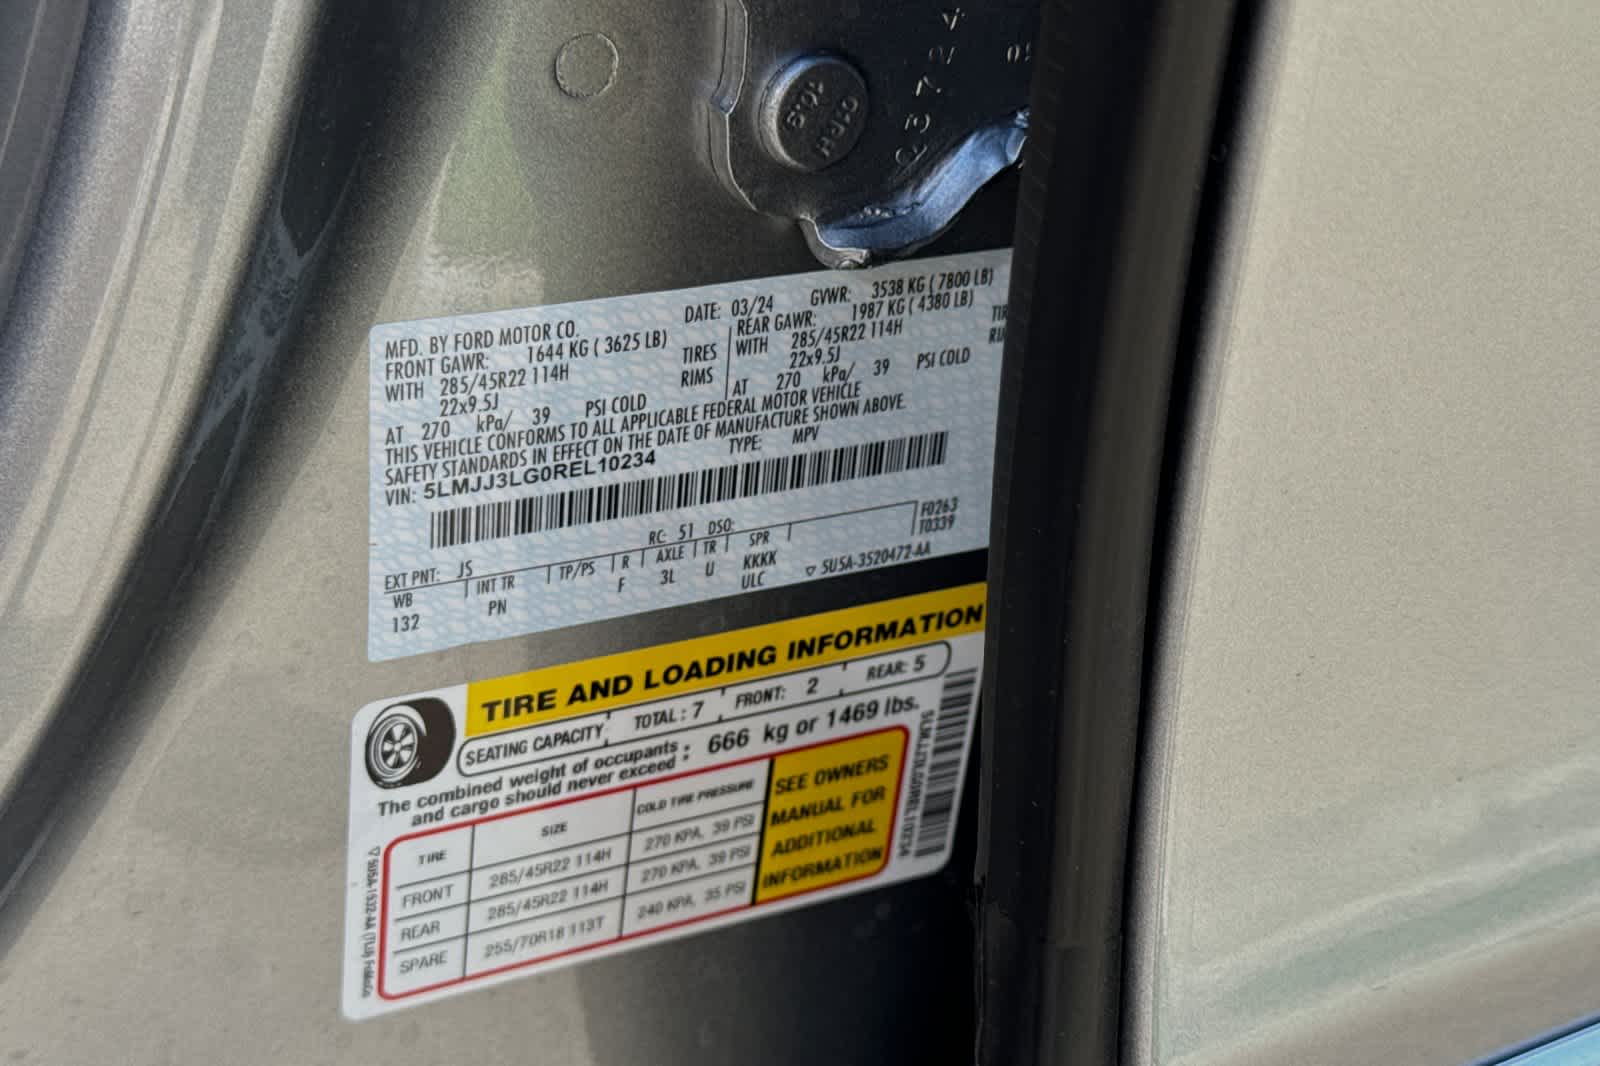 40.8
01RH
Q3724
MFD. BY FORD MOTOR CO.
DATE: 03/24
GVWR: 3538 KG ( 7800 LB)
FRONT GAWR: 1644 KG ( 3625 LB)
REAR GAWR: 1987 KG ( 4380 LB)
WITH 285/45R22 114H TIRES
WITH 285/45R22 114H
22x9.5J RIMS
22x9.5J
AT 270 kPa/ 39 PSI COLD
AT 270 kPa/ 39 PSI COLD
THIS VEHICLE CONFORMS TO ALL APPLICABLE FEDERAL MOTOR VEHICLE
SAFETY STANDARDS IN EFFECT ON THE DATE OF MANUFACTURE SHOWN ABOVE.
VIN: 5LMJJ3LG0REL10234
TYPE: MPV
EXT PNT: JS RC: 51 DSO: F0263
WB INT TR TP/PS R AXLE TR SPR T0339
132 PN F 3L U KKKK
ULC
▽ 5U5A-3520472-AA
TIRE AND LOADING INFORMATION
SEATING CAPACITY TOTAL : 7 FRONT: 2 REAR: 5
The combined weight of occupants
and cargo should never exceed : 666 kg or 1469 lbs.
TIRE SIZE COLD TIRE PRESSURE
FRONT 285/45R22 114H 270 KPA, 39 PSI
REAR 285/45R22 114H 270 KPA, 39 PSI
SPARE 255/70R18 113T 240 KPA, 35 PSI
SEE OWNERS
MANUAL FOR
ADDITIONAL
INFORMATION
5LMJJ3LG0REL10234